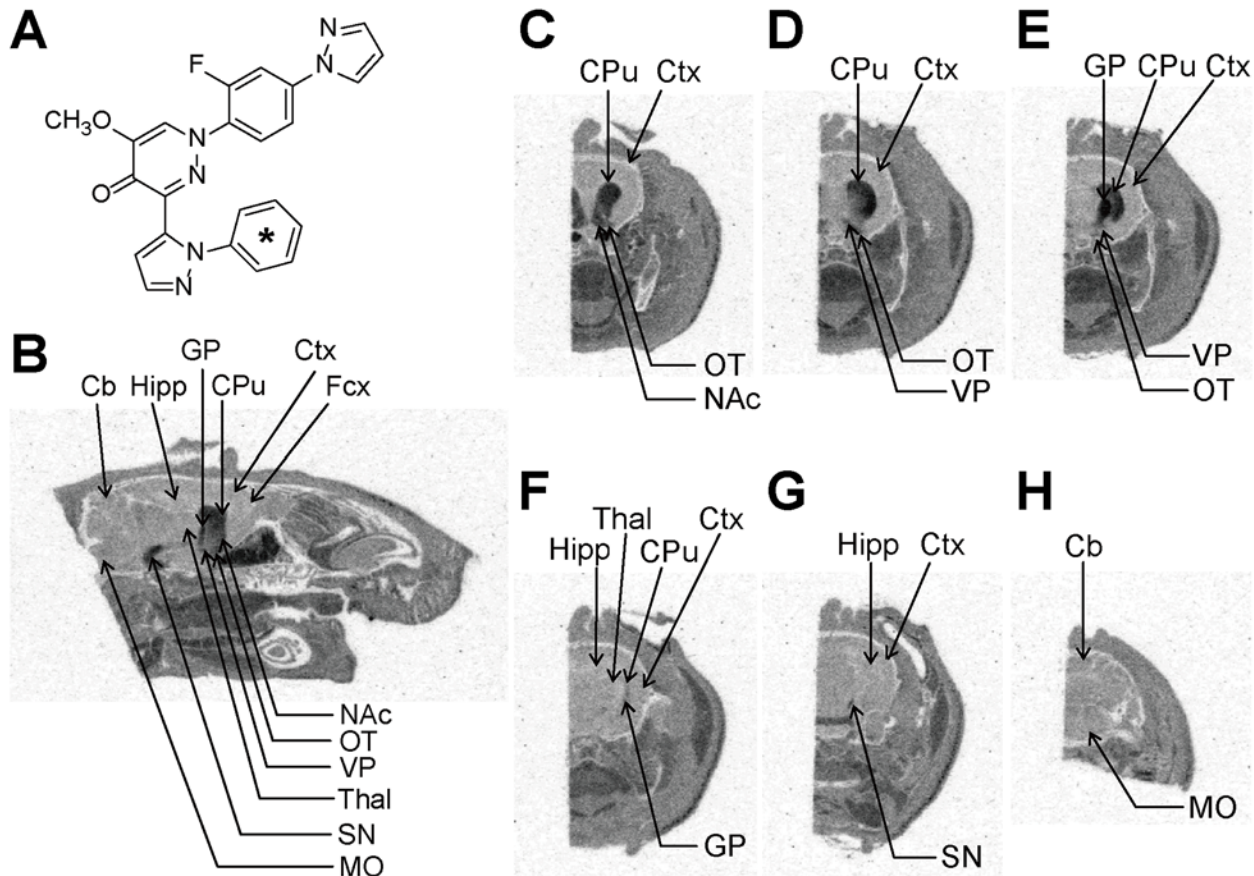 A
N
N
F
CH₃O
N
N
O
N
N
*
B
GP
Ctx
Cb
Hipp
CPu
Fcx
NAc
OT
VP
Thal
SN
MO
C
CPu
Ctx
OT
NAc
D
CPu
Ctx
OT
VP
E
GP
CPu
Ctx
VP
OT
F
Thal
Ctx
Hipp
CPu
GP
G
Hipp
Ctx
SN
H
Cb
MO